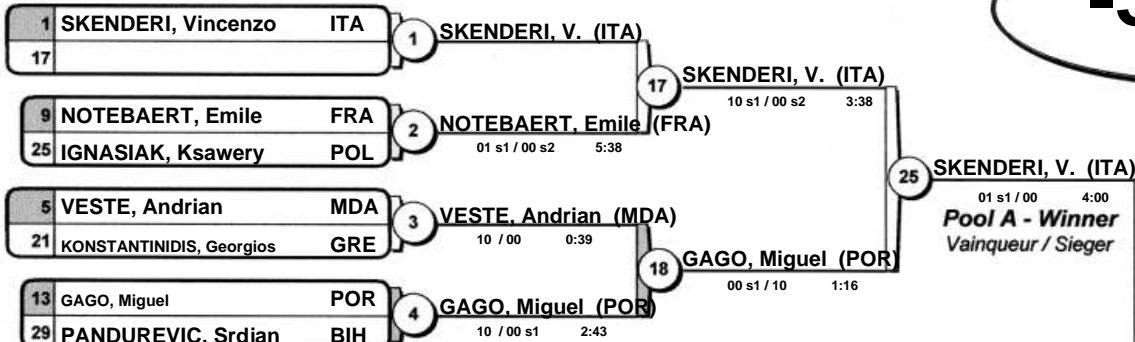 1 SKENDERI, Vincenzo ITA
17
1
SKENDERI, V. (ITA)
9 NOTEBAERT, Emile FRA
25 IGNASIAK, Ksawery POL
2
NOTEBAERT, Emile (FRA)
01 s1 / 00 s2 5:38
17
SKENDERI, V. (ITA)
10 s1 / 00 s2 3:38
5 VESTE, Andrian MDA
21 KONSTANTINIDIS, Georgios GRE
3
VESTE, Andrian (MDA)
10 / 00 0:39
13 GAGO, Miguel POR
29 PANDUREVIC, Srdjan BIH
4
GAGO, Miguel (POR)
10 / 00 s1 2:43
18
GAGO, Miguel (POR)
00 s1 / 10 1:16
25
SKENDERI, V. (ITA)
01 s1 / 00 4:00
Pool A - Winner
Vainqueur / Sieger